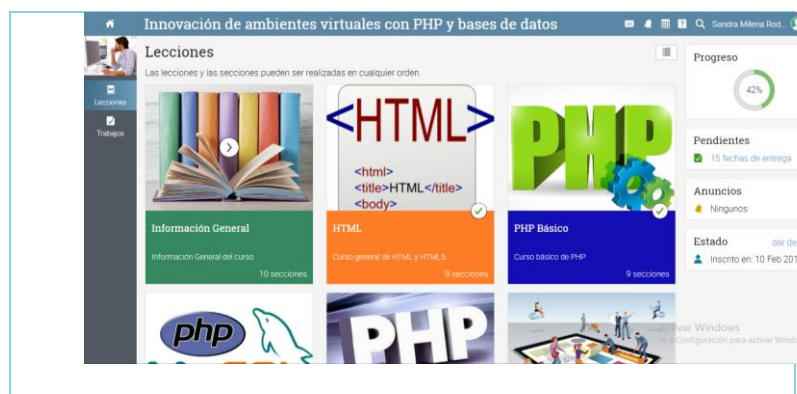 Innovación de ambientes virtuales con PHP y bases de datos
Sandra Milena Rod...
Lecciones
Trabajos
Lecciones
Las lecciones y las secciones pueden ser realizadas en cualquier orden.
Información General
Información General del curso
10 secciones
<HTML>
<html>
<title>HTML</title>
<body>
HTML
Curso general de HTML y HTML5
8 secciones
PHP
PHP Básico
Curso básico de PHP
9 secciones
php
PHP
Progreso
42%
Pendientes
15 fechas de entrega
Anuncios
Ningunos
Estado
dar de
Inscrito en: 10 Feb 201
var Windows
Configuración para activar Windo